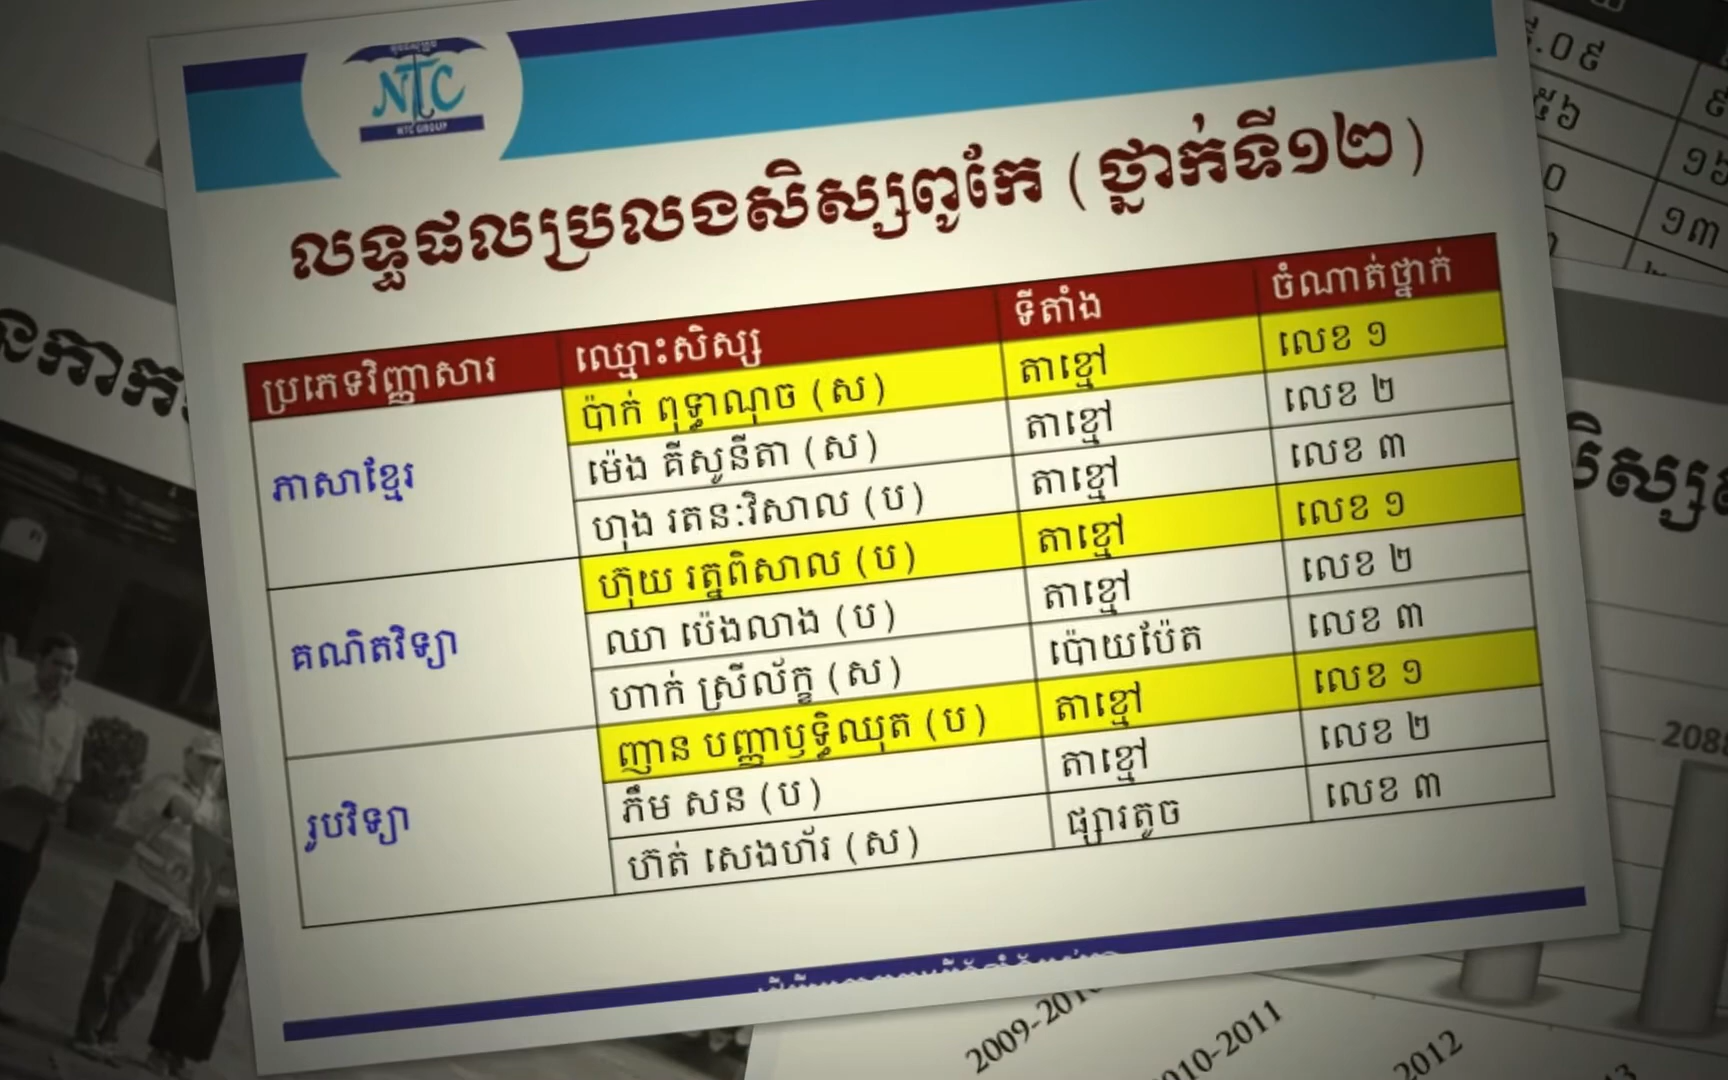 NTC
NTC GROUP
លទ្ធផលប្រលងសិស្សពូកែ (ថ្នាក់ទី១២)
ប្រភេទវិញ្ញាសារ ឈ្មោះសិស្ស ទីតាំង ចំណាត់ថ្នាក់
ភាសាខ្មែរ ប៉ាក់ ពុទ្ធាណុច (ស) តាខ្មៅ លេខ ១
ម៉េង គីសូនីតា (ស) តាខ្មៅ លេខ ២
ហុង រតនៈវិសាល (ប) តាខ្មៅ លេខ ៣
គណិតវិទ្យា ហ៊ុយ រត្នពិសាល (ប) តាខ្មៅ លេខ ១
ឈា ប៉េងលាង (ប) តាខ្មៅ លេខ ២
ហាក់ ស្រីល័ក្ខ (ស) ប៉ោយប៉ែត លេខ ៣
រូបវិទ្យា ញាន បញ្ញាឫទ្ធិឈុត (ប) តាខ្មៅ លេខ ១
ភឹម សន (ប) តាខ្មៅ លេខ ២
ហ៊ត់ សេងហ័រ (ស) ផ្សារតូច លេខ ៣
2009-2010
2010-2011
2012